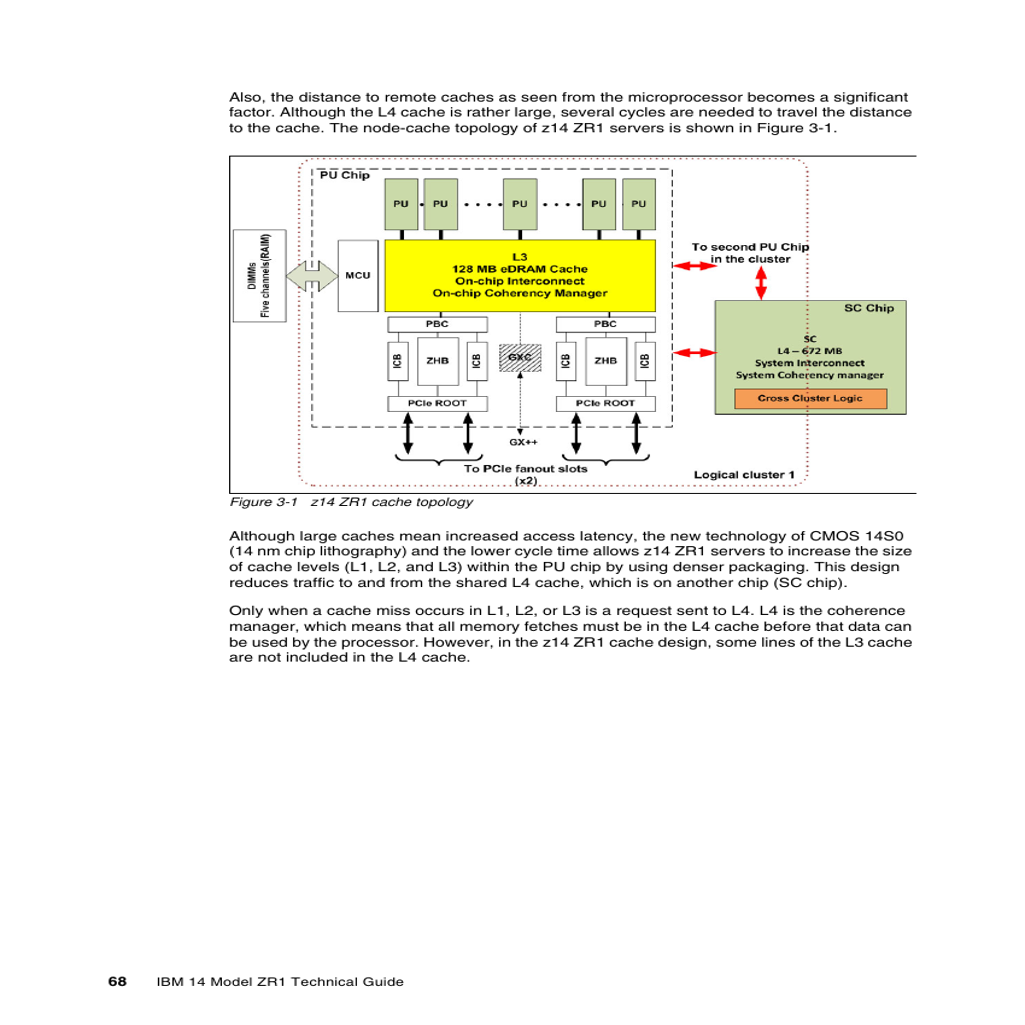 Also, the distance to remote caches as seen from the microprocessor becomes a significant
factor. Although the L4 cache is rather large, several cycles are needed to travel the distance
to the cache. The node-cache topology of z14 ZR1 servers is shown in Figure 3-1.
PU Chip
PU PU PU PU PU
DIMMs
Five channels(RAIM)
MCU
L3
128 MB eDRAM Cache
On-chip Interconnect
On-chip Coherency Manager
To second PU Chip
in the cluster
SC Chip
SC
L4 – 672 MB
System Interconnect
System Coherency manager
Cross Cluster Logic
PBC PBC
ICB ZHB ICB GXC ICB ZHB ICB
PCIe ROOT PCIe ROOT
GX++
To PCIe fanout slots
(x2)
Logical cluster 1
Figure 3-1 z14 ZR1 cache topology
Although large caches mean increased access latency, the new technology of CMOS 14S0
(14 nm chip lithography) and the lower cycle time allows z14 ZR1 servers to increase the size
of cache levels (L1, L2, and L3) within the PU chip by using denser packaging. This design
reduces traffic to and from the shared L4 cache, which is on another chip (SC chip).
Only when a cache miss occurs in L1, L2, or L3 is a request sent to L4. L4 is the coherence
manager, which means that all memory fetches must be in the L4 cache before that data can
be used by the processor. However, in the z14 ZR1 cache design, some lines of the L3 cache
are not included in the L4 cache.
68 IBM 14 Model ZR1 Technical Guide